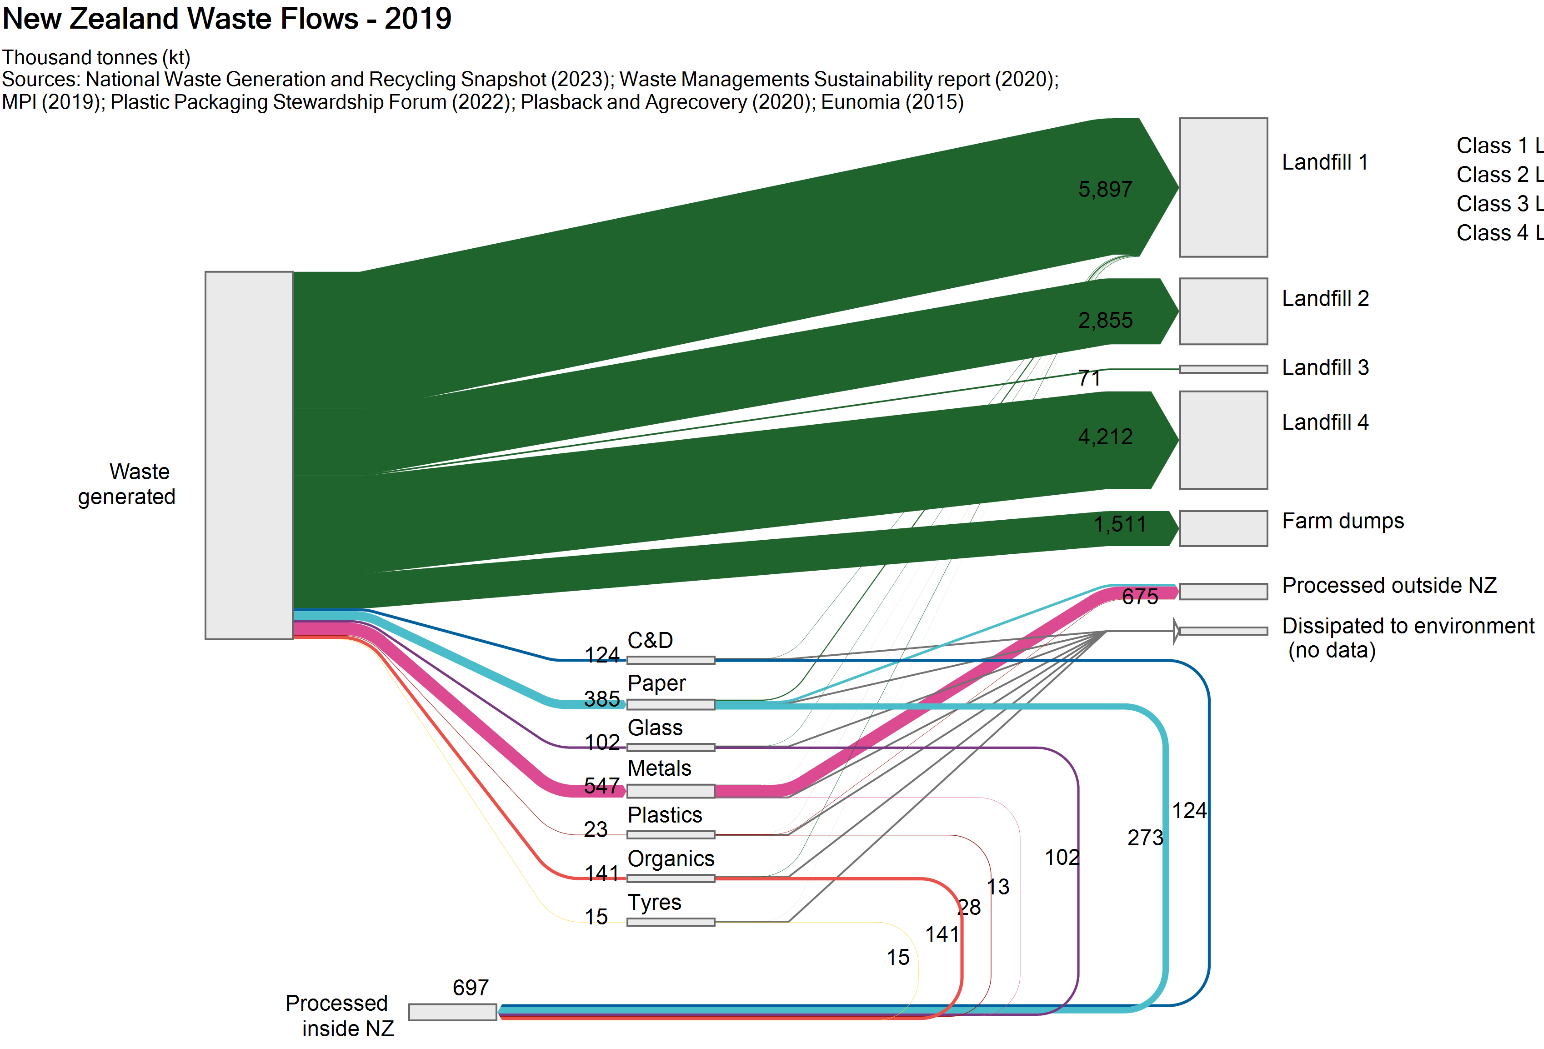 New Zealand Waste Flows - 2019
Thousand tonnes (kt)
Sources: National Waste Generation and Recycling Snapshot (2023); Waste Managements Sustainability report (2020);
MPI (2019); Plastic Packaging Stewardship Forum (2022); Plasback and Agrecovery (2020); Eunomia (2015)
5,897
Landfill 1
Class 1 L
Class 2 L
Class 3 L
Class 4 L
2,855
Landfill 2
71
Landfill 3
4,212
Landfill 4
Waste
generated
1,511
Farm dumps
675
Processed outside NZ
Dissipated to environment
(no data)
124
C&D
385
Paper
102
Glass
547
Metals
23
Plastics
141
Organics
15
Tyres
124
273
102
13
28
141
15
697
Processed
inside NZ